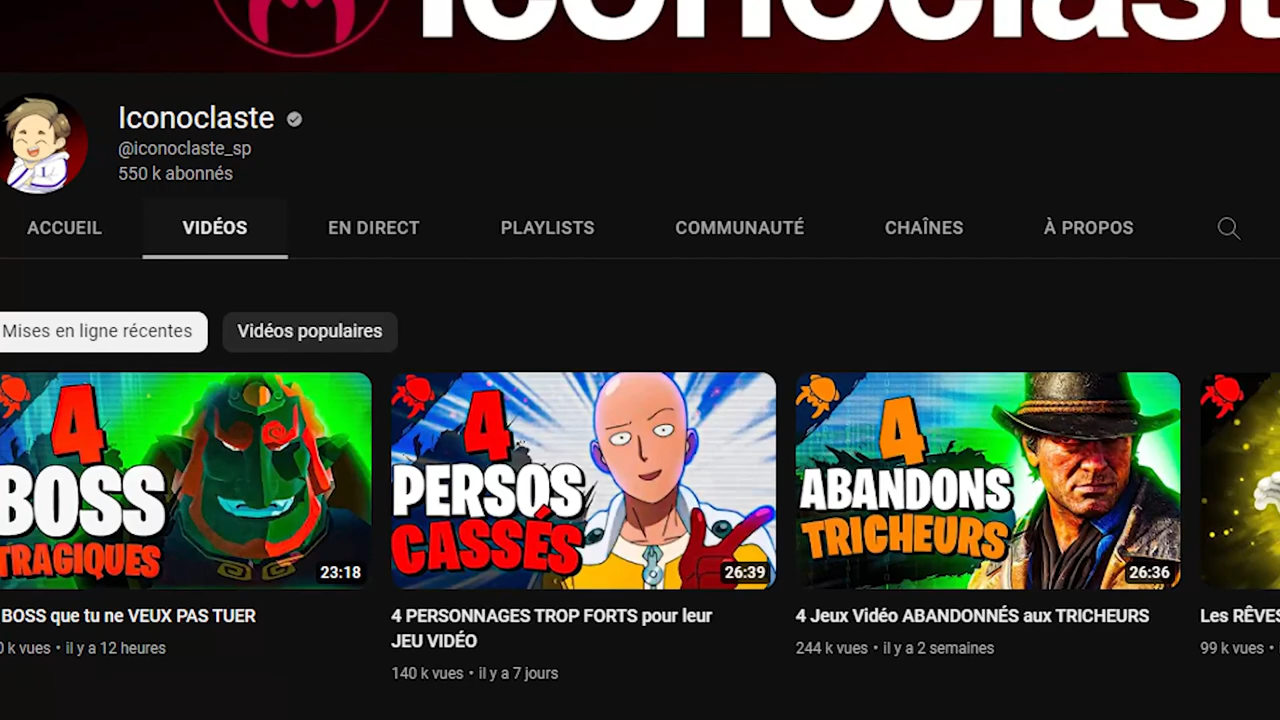 Iconoclast
Iconoclaste
@iconoclaste_sp
550 k abonnés
ACCUEIL
VIDÉOS
EN DIRECT
PLAYLISTS
COMMUNAUTÉ
CHAÎNES
À PROPOS
Mises en ligne récentes
Vidéos populaires
4
BOSS
TRAGIQUES
23:18
4
PERSOS
CASSÉS
26:39
4
ABANDONS
TRICHEURS
26:36
BOSS que tu ne VEUX PAS TUER
k vues • il y a 12 heures
4 PERSONNAGES TROP FORTS pour leur
JEU VIDÉO
140 k vues • il y a 7 jours
4 Jeux Vidéo ABANDONNÉS aux TRICHEURS
244 k vues • il y a 2 semaines
Les RÊVES
99 k vues •